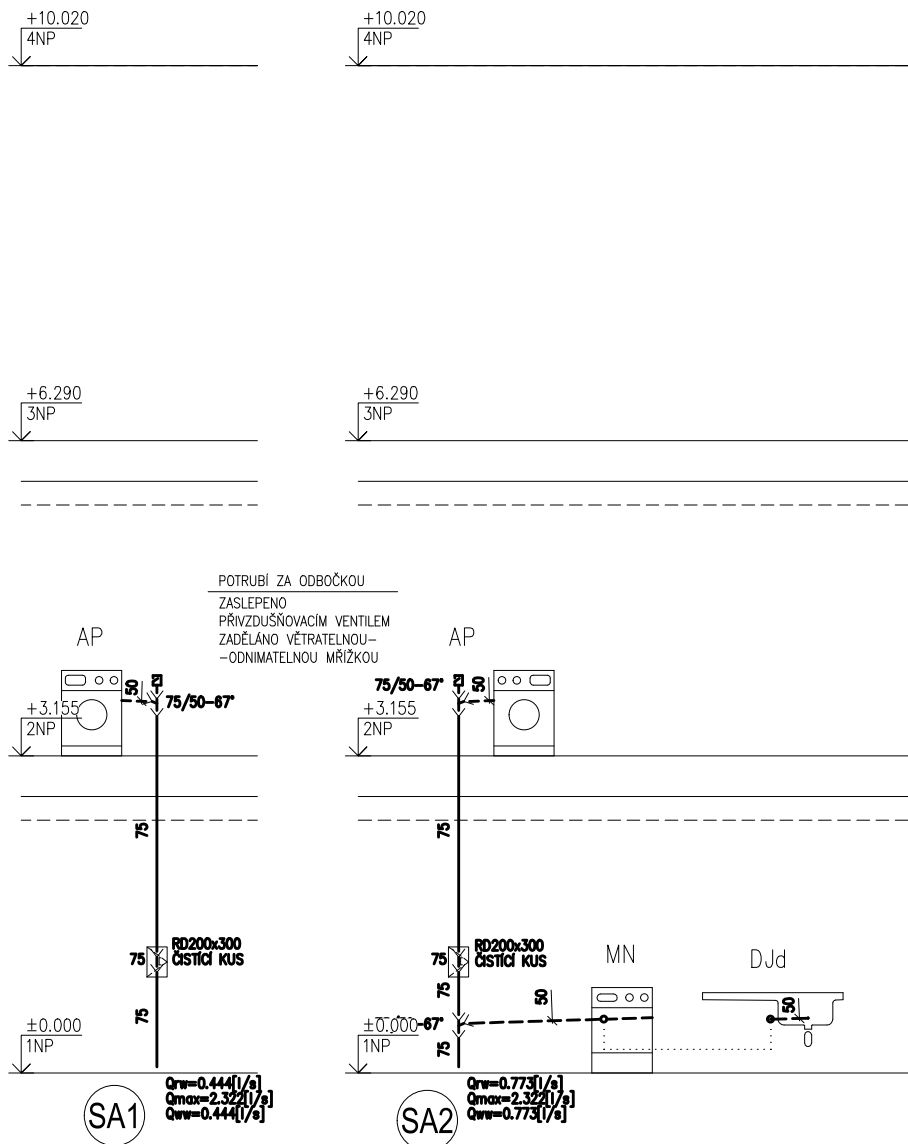 +10.020
4NP
+10.020
4NP
+6.290
3NP
+6.290
3NP
POTRUBÍ ZA ODBOČKOU
ZASLEPENO
PŘIVZDUŠŇOVACÍM VENTILEM
ZADĚLÁNO VĚTRATELNOU-
-ODNIMATELNOU MŘÍŽKOU
AP
AP
50
75/50-67°
75/50-67°
50
+3.155
2NP
+3.155
2NP
75
75
75
RD200x300
ČISTÍCÍ KUS
75
RD200x300
ČISTÍCÍ KUS
MN
DJd
75
75
50
50
±0.000
1NP
±0.000
-67°
1NP
75
SA1
Qrw=0.444[l/s]
Qmax=2.322[l/s]
Qww=0.444[l/s]
SA2
Qrw=0.773[l/s]
Qmax=2.322[l/s]
Qww=0.773[l/s]